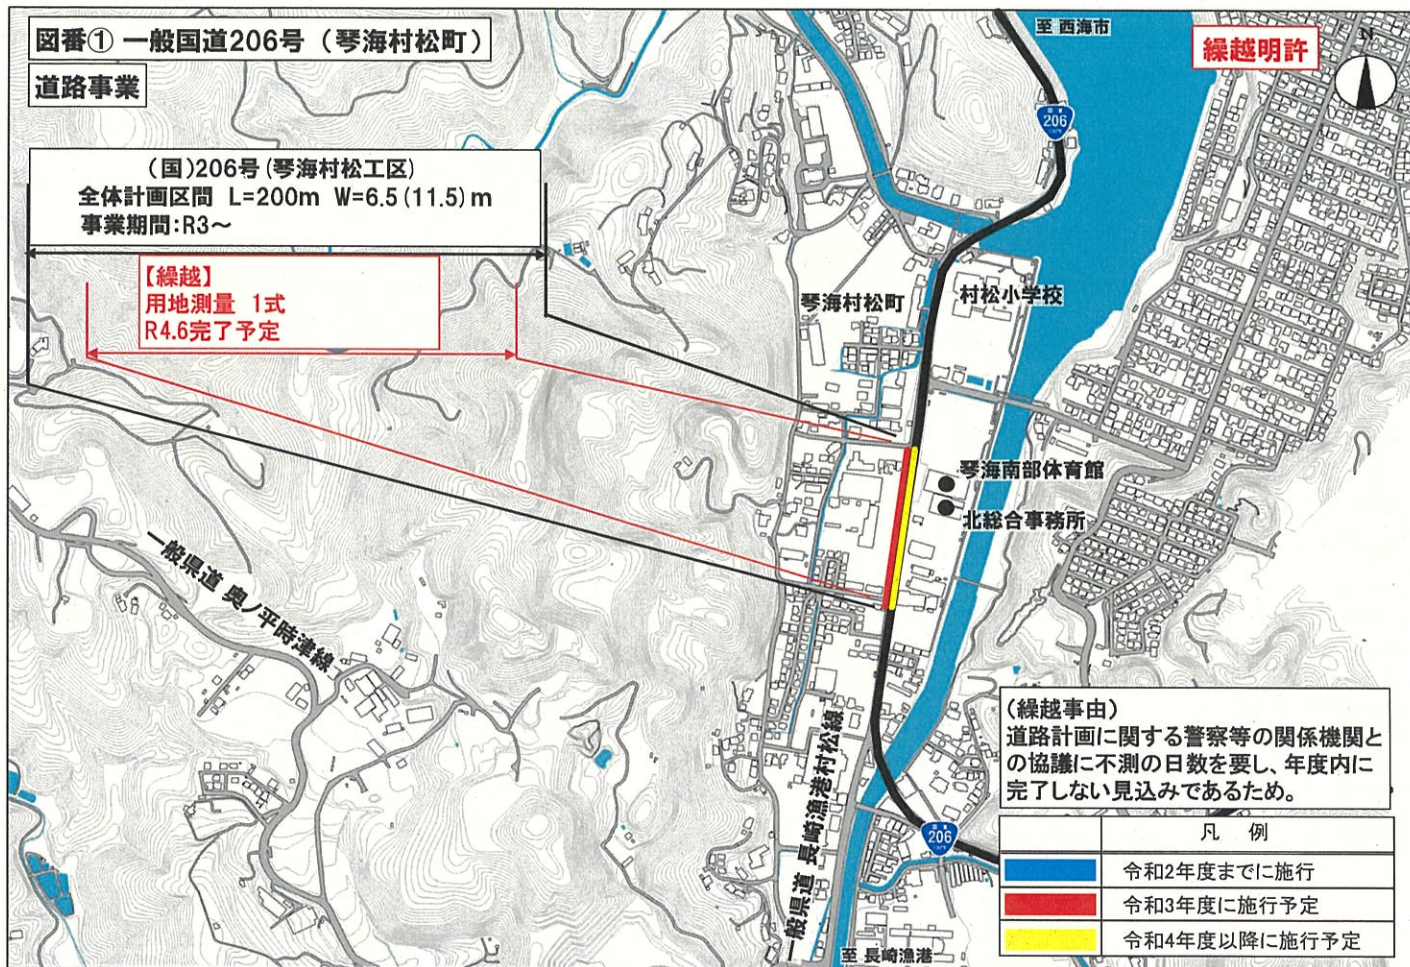 図番① 一般国道206号（琴海村松町）
道路事業
至 西海市
繰越明許
N
206
（国）206号(琴海村松工区)
全体計画区間 L=200m W=6.5(11.5)m
事業期間:R3～
【繰越】
用地測量 1式
R4.6完了予定
琴海村松町
村松小学校
琴海南部体育館
北総合事務所
一般県道 奥ノ平時津線
一般県道 長崎漁港村松線
（繰越事由）
道路計画に関する警察等の関係機関と
の協議に不測の日数を要し、年度内に
完了しない見込みであるため。
206
凡 例
令和2年度までに施行
令和3年度に施行予定
令和4年度以降に施行予定
至 長崎漁港